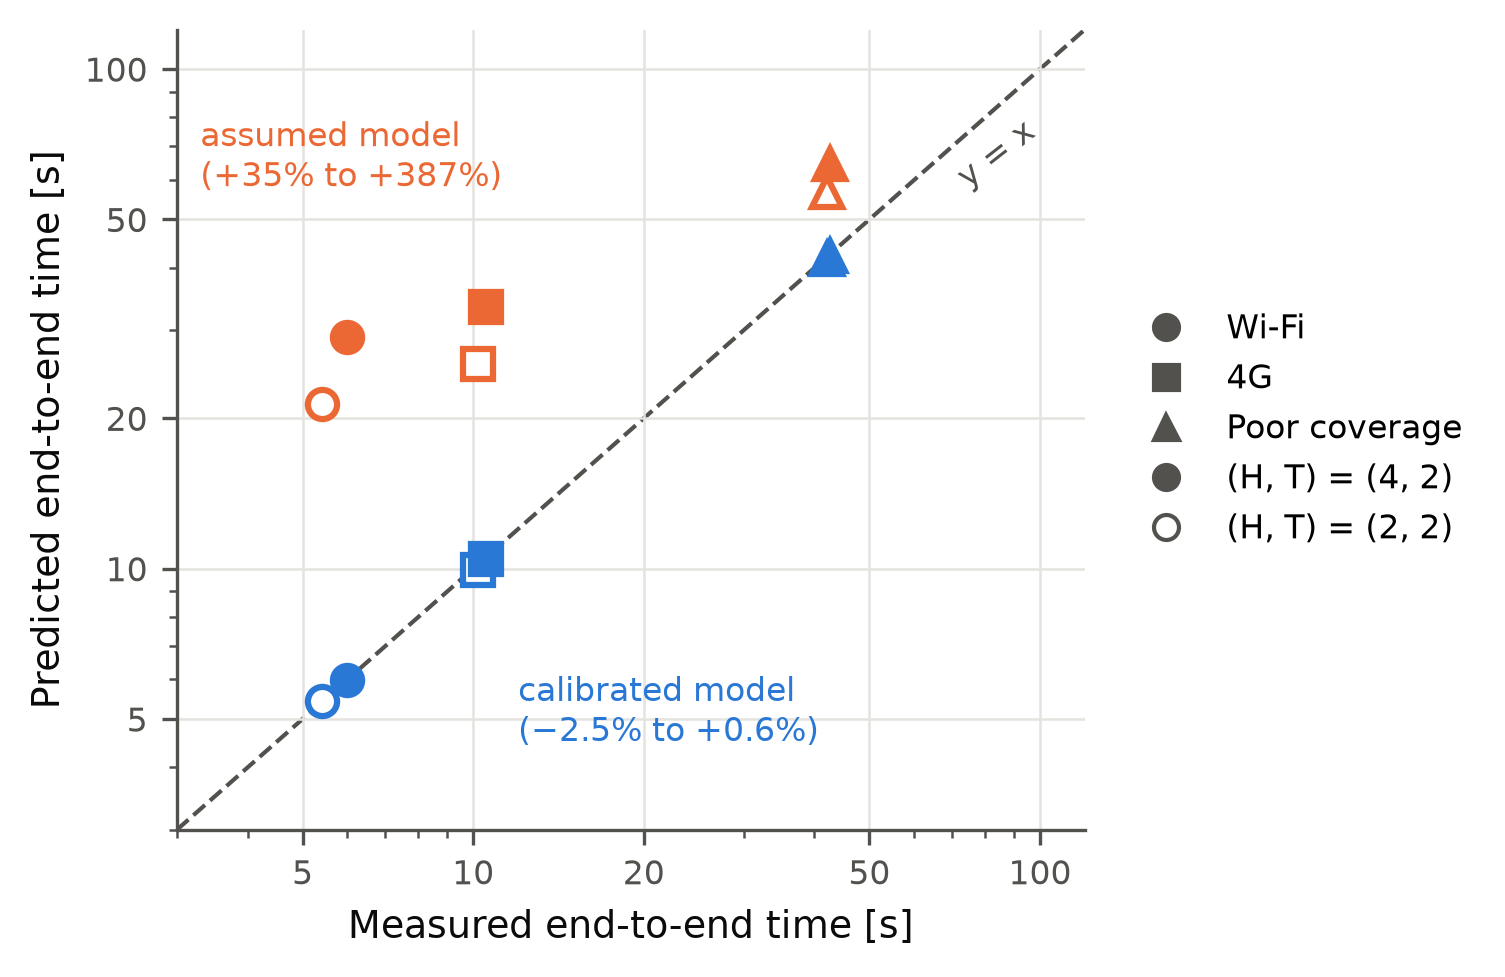 Predicted end-to-end time [s]
100
50
20
10
5
assumed model
(+35% to +387%)
y = x
calibrated model
(−2.5% to +0.6%)
5
10
20
50
100
Measured end-to-end time [s]
Wi-Fi
4G
Poor coverage
(H, T) = (4, 2)
(H, T) = (2, 2)